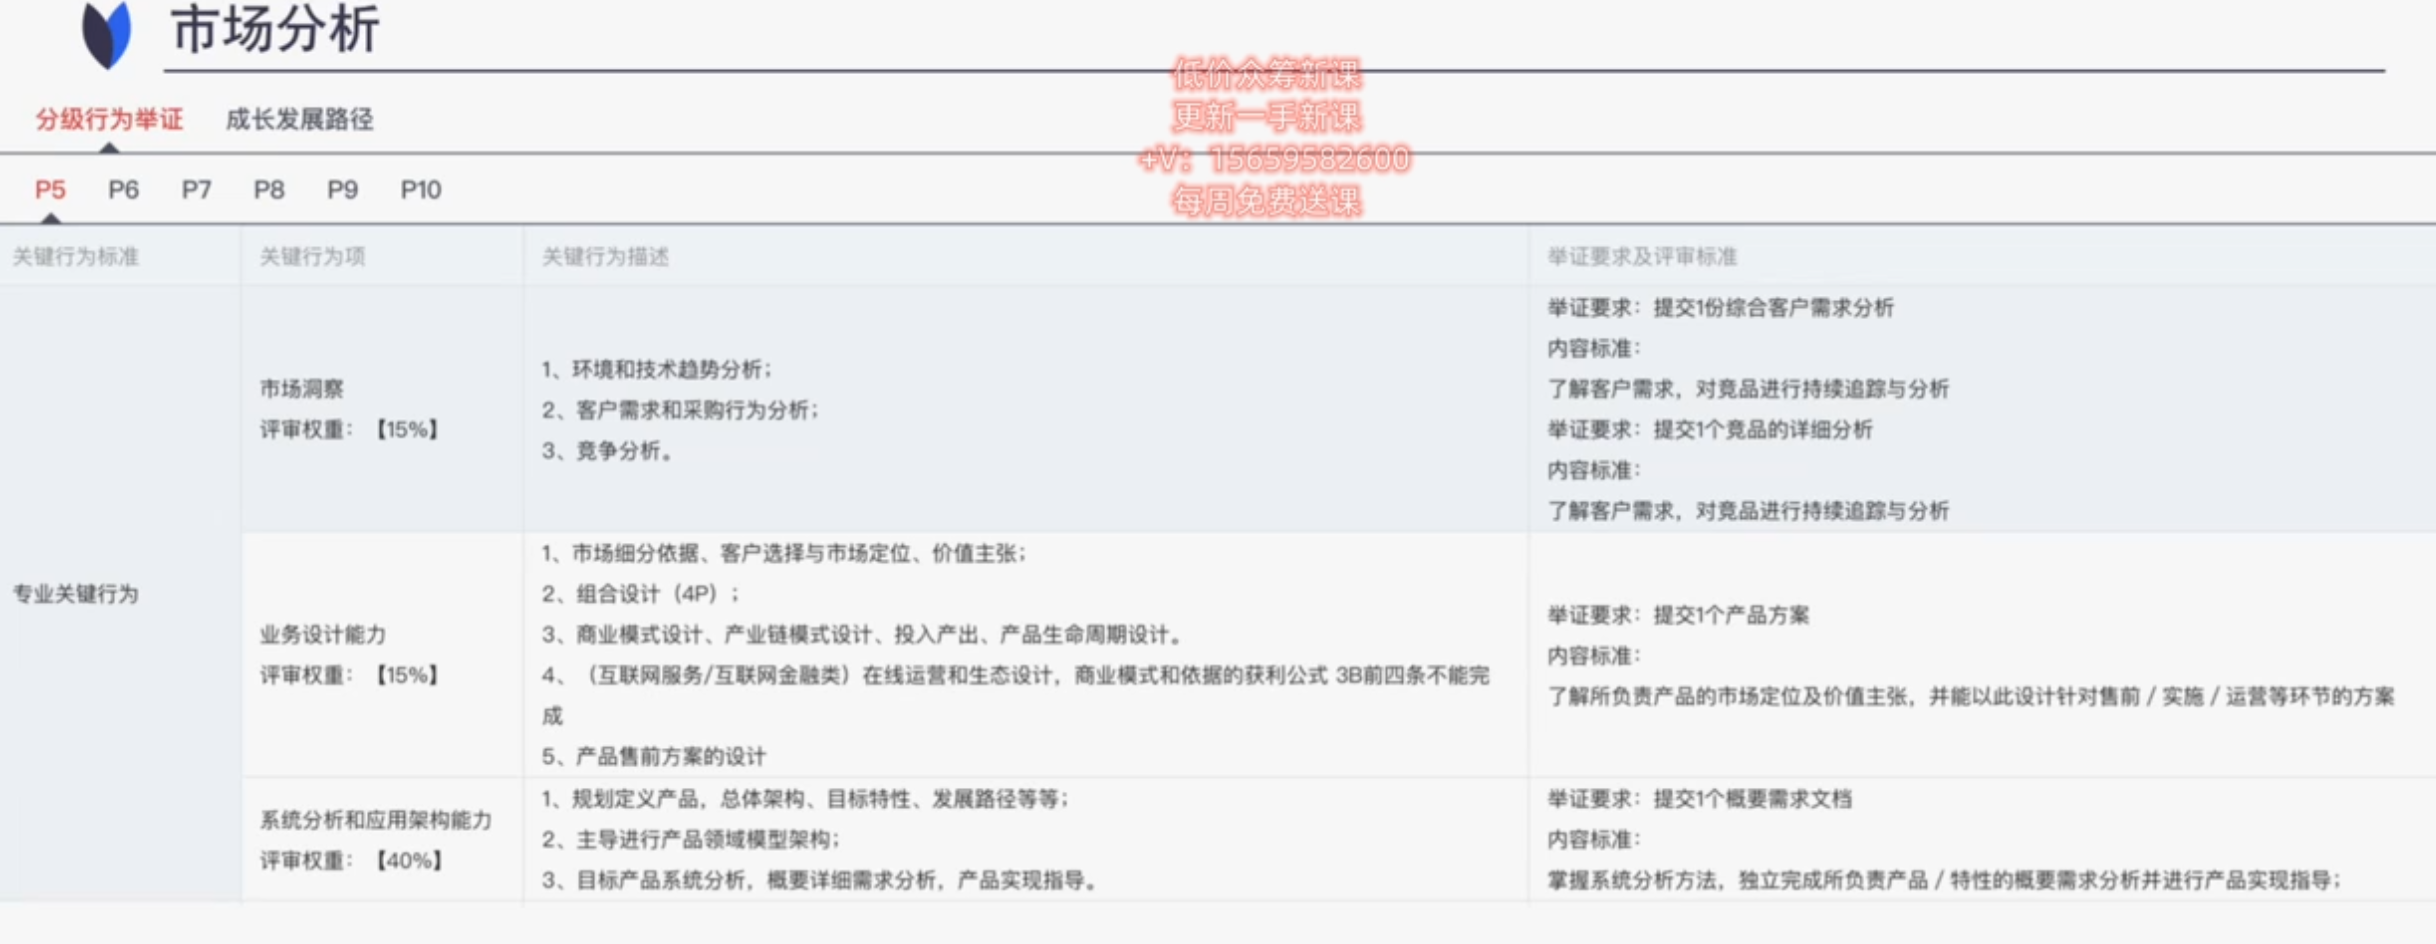 市场分析
低价众筹新课
更新一手新课
+V：15659582600
每周免费送课
分级行为举证 成长发展路径
P5 P6 P7 P8 P9 P10
关键行为标准 关键行为项 关键行为描述 举证要求及评审标准
专业关键行为
市场洞察
评审权重：【15%】
1、环境和技术趋势分析；
2、客户需求和采购行为分析；
3、竞争分析。
举证要求：提交1份综合客户需求分析
内容标准：
了解客户需求，对竞品进行持续追踪与分析
举证要求：提交1个竞品的详细分析
内容标准：
了解客户需求，对竞品进行持续追踪与分析
业务设计能力
评审权重：【15%】
1、市场细分依据、客户选择与市场定位、价值主张；
2、组合设计（4P）；
3、商业模式设计、产业链模式设计、投入产出、产品生命周期设计。
4、（互联网服务/互联网金融类）在线运营和生态设计，商业模式和依据的获利公式 3B前四条不能完
成
5、产品售前方案的设计
举证要求：提交1个产品方案
内容标准：
了解所负责产品的市场定位及价值主张，并能以此设计针对售前 / 实施 / 运营等环节的方案
系统分析和应用架构能力
评审权重：【40%】
1、规划定义产品，总体架构、目标特性、发展路径等等；
2、主导进行产品领域模型架构；
3、目标产品系统分析，概要详细需求分析，产品实现指导。
举证要求：提交1个概要需求文档
内容标准：
掌握系统分析方法，独立完成所负责产品 / 特性的概要需求分析并进行产品实现指导；